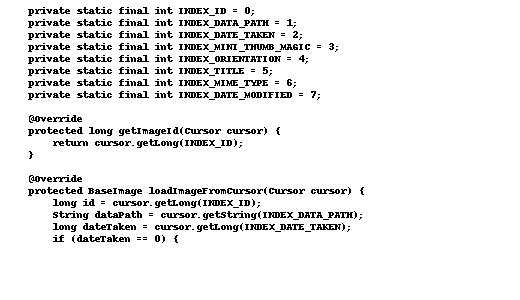 private static final int INDEX_ID = 0;
private static final int INDEX_DATA_PATH = 1;
private static final int INDEX_DATE_TAKEN = 2;
private static final int INDEX_MINI_THUMB_MAGIC = 3;
private static final int INDEX_ORIENTATION = 4;
private static final int INDEX_TITLE = 5;
private static final int INDEX_MIME_TYPE = 6;
private static final int INDEX_DATE_MODIFIED = 7;
@Override
protected long getImageId(Cursor cursor) {
return cursor.getLong(INDEX_ID);
}
@Override
protected BaseImage loadImageFromCursor(Cursor cursor) {
long id = cursor.getLong(INDEX_ID);
String dataPath = cursor.getString(INDEX_DATA_PATH);
long dateTaken = cursor.getLong(INDEX_DATE_TAKEN);
if (dateTaken == 0) {